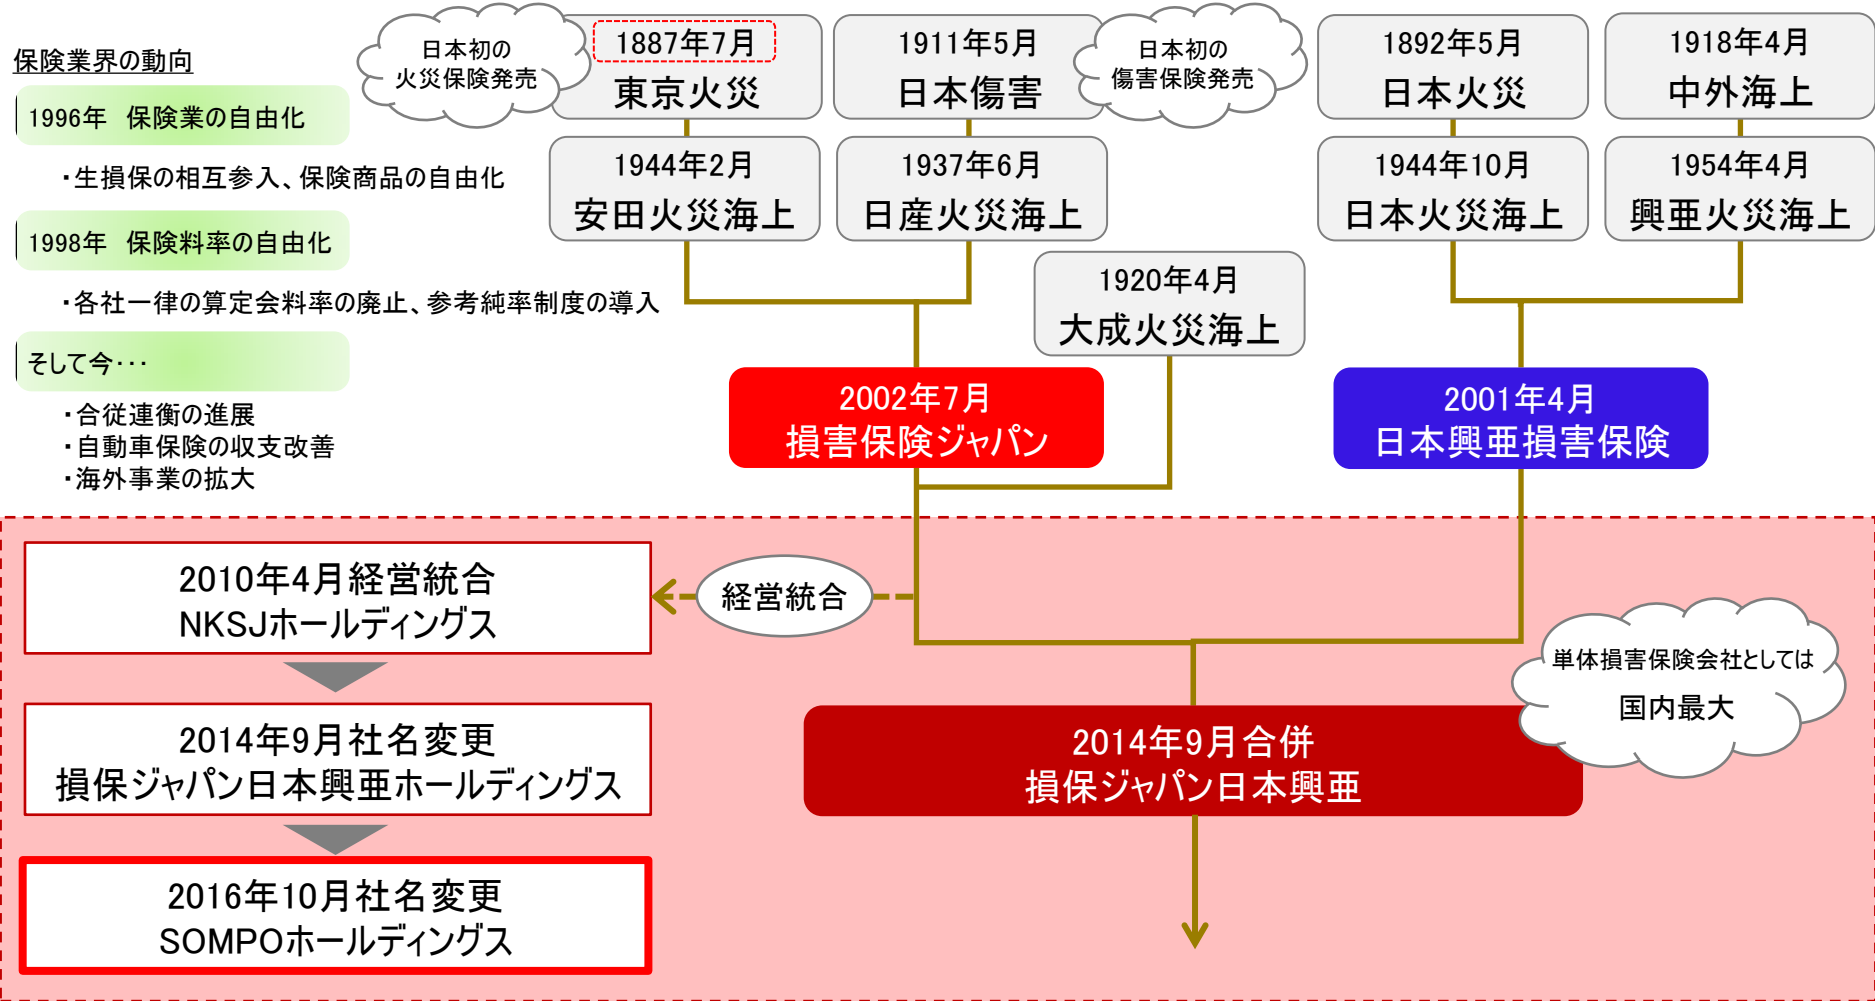 保険業界の動向
1996年 保険業の自由化
・生損保の相互参入、保険商品の自由化
1998年 保険料率の自由化
・各社一律の算定会料率の廃止、参考純率制度の導入
そして今・・・
・合従連衡の進展
・自動車保険の収支改善
・海外事業の拡大
日本初の
火災保険発売
1887年7月
東京火災
1911年5月
日本傷害
日本初の
傷害保険発売
1892年5月
日本火災
1918年4月
中外海上
1944年2月
安田火災海上
1937年6月
日産火災海上
1944年10月
日本火災海上
1954年4月
興亜火災海上
1920年4月
大成火災海上
2002年7月
損害保険ジャパン
2001年4月
日本興亜損害保険
2010年4月経営統合
NKSJホールディングス
経営統合
2014年9月社名変更
損保ジャパン日本興亜ホールディングス
2014年9月合併
損保ジャパン日本興亜
単体損害保険会社としては
国内最大
2016年10月社名変更
SOMPOホールディングス